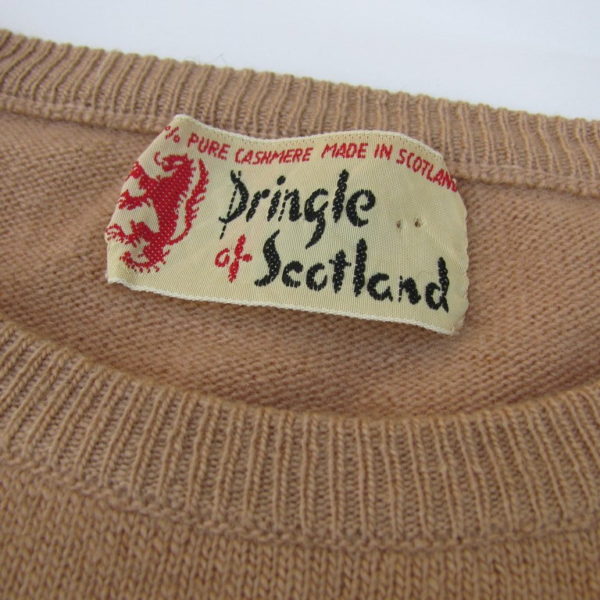 % PURE CASHMERE MADE IN SCOTLAND
Pringle
of Scotland